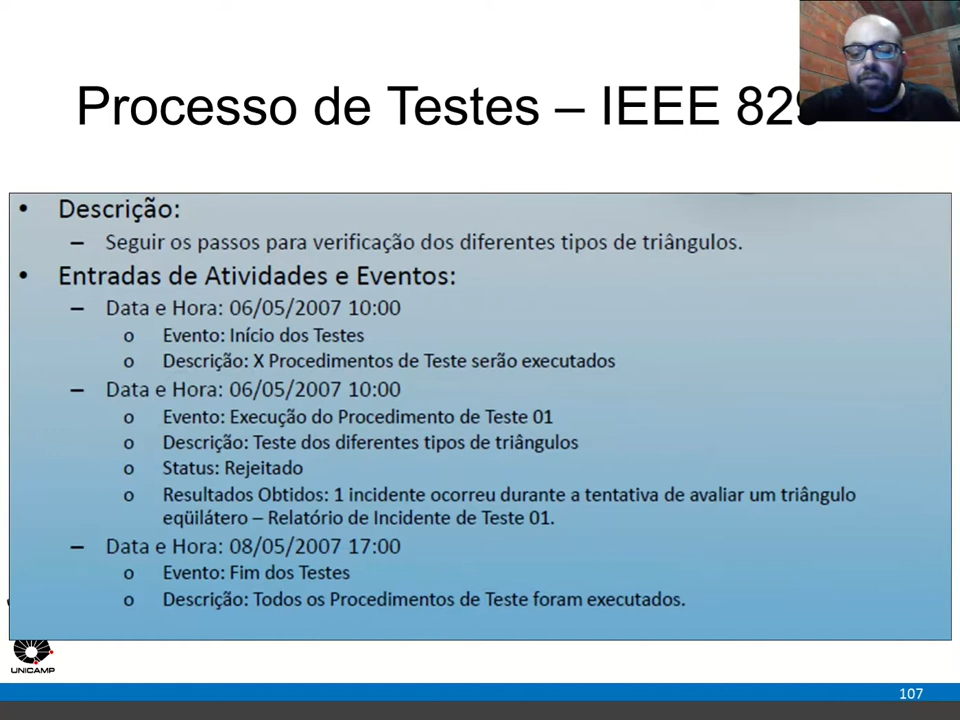 Processo de Testes – IEEE 829
• Descrição:
– Seguir os passos para verificação dos diferentes tipos de triângulos.
• Entradas de Atividades e Eventos:
– Data e Hora: 06/05/2007 10:00
o Evento: Início dos Testes
o Descrição: X Procedimentos de Teste serão executados
– Data e Hora: 06/05/2007 10:00
o Evento: Execução do Procedimento de Teste 01
o Descrição: Teste dos diferentes tipos de triângulos
o Status: Rejeitado
o Resultados Obtidos: 1 incidente ocorreu durante a tentativa de avaliar um triângulo
eqüilátero – Relatório de Incidente de Teste 01.
– Data e Hora: 08/05/2007 17:00
o Evento: Fim dos Testes
o Descrição: Todos os Procedimentos de Teste foram executados.
UNICAMP
107